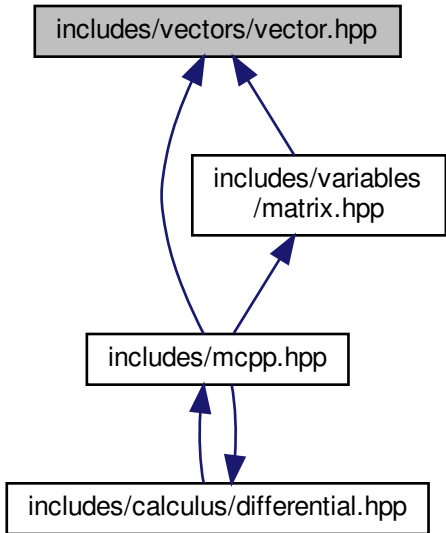 includes/vectors/vector.hpp
includes/variables
/matrix.hpp
includes/mcpp.hpp
includes/calculus/differential.hpp